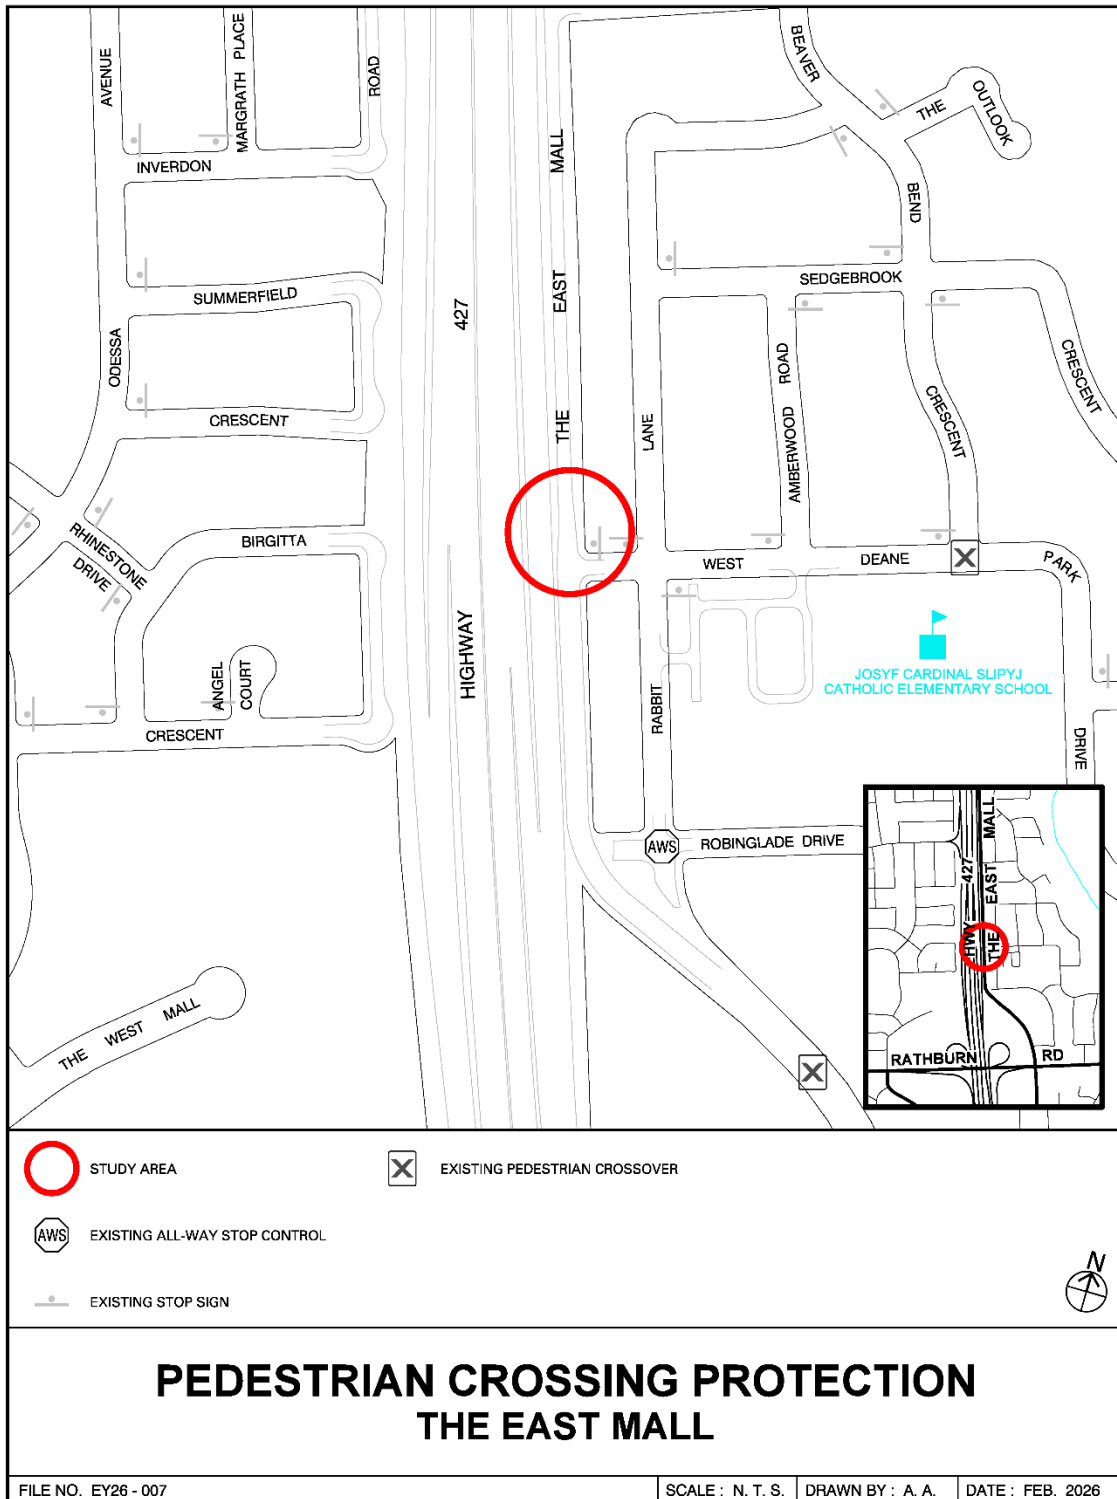 AVENUE
MARGRATH PLACE
ROAD
INVERDON
MALL
BEAVER
THE
OUTLOOK
BEND
EAST
SEDGEBROOK
SUMMERFIELD
427
ODESSA
CRESCENT
THE
LANE
AMBERWOOD ROAD
CRESCENT
CRESCENT
RHINESTONE
DRIVE
BIRGITTA
WEST
DEANE
PARK
HIGHWAY
ANGEL
COURT
RABBIT
JOSYF CARDINAL SLIPYJ
CATHOLIC ELEMENTARY SCHOOL
CRESCENT
DRIVE
AWS
ROBINGLADE DRIVE
THE WEST MALL
HWY 427
THE EAST MALL
RATHBURN RD
STUDY AREA
EXISTING PEDESTRIAN CROSSOVER
AWS
EXISTING ALL-WAY STOP CONTROL
EXISTING STOP SIGN
N
PEDESTRIAN CROSSING PROTECTION
THE EAST MALL
FILE NO. EY26 - 007
SCALE : N. T. S.
DRAWN BY : A. A.
DATE : FEB. 2026